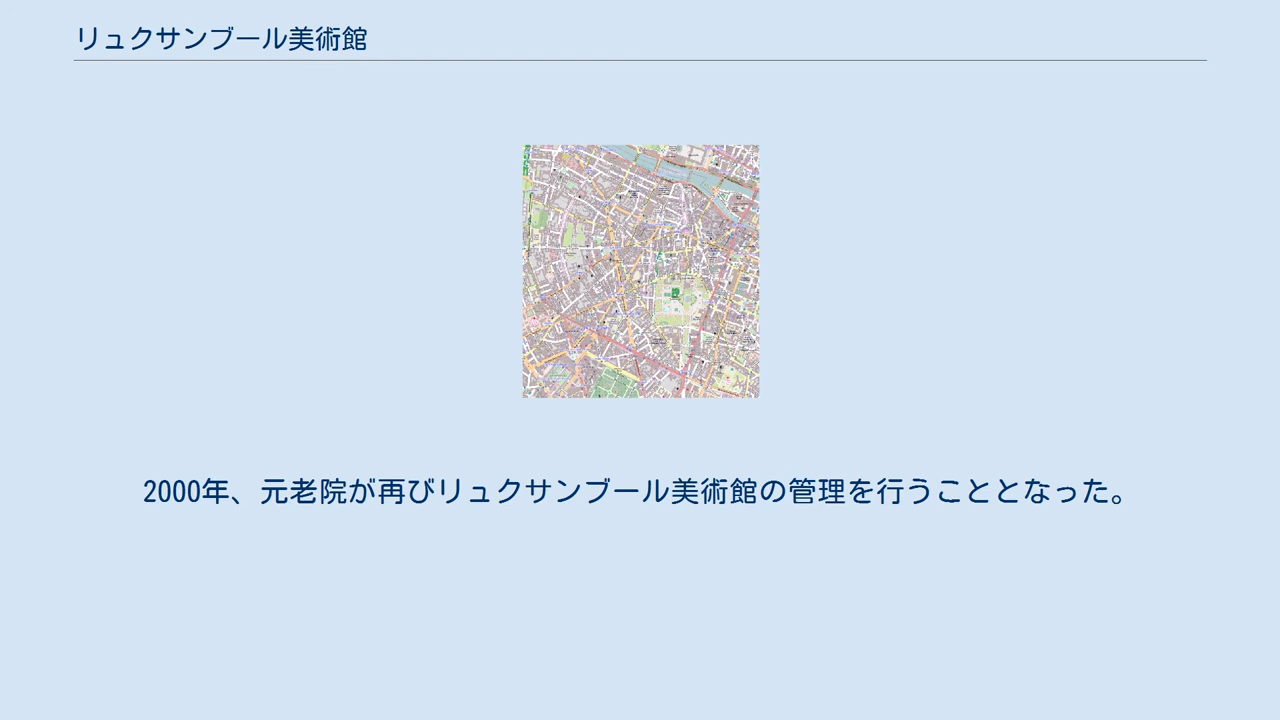 リュクサンブール美術館
2000年、元老院が再びリュクサンブール美術館の管理を行うこととなった。